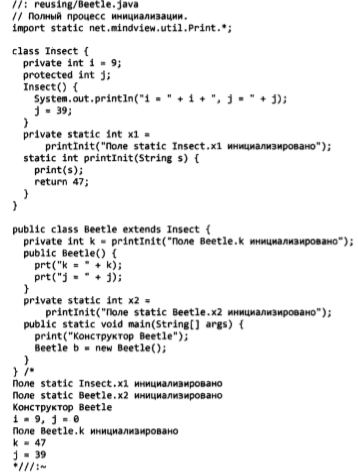 //: reusing/Beetle.java
// Полный процесс инициализации.
import static net.mindview.util.Print.*;
class Insect {
private int i = 9;
protected int j;
Insect() {
System.out.println("i = " + i + ", j = " + j);
j = 39;
}
private static int x1 =
printInit("Поле static Insect.x1 инициализировано");
static int printInit(String s) {
print(s);
return 47;
}
}
public class Beetle extends Insect {
private int k = printInit("Поле Beetle.k инициализировано");
public Beetle() {
prt("k = " + k);
prt("j = " + j);
}
private static int x2 =
printInit("Поле static Beetle.x2 инициализировано");
public static void main(String[] args) {
print("Конструктор Beetle");
Beetle b = new Beetle();
}
} /*
Поле static Insect.x1 инициализировано
Поле static Beetle.x2 инициализировано
Конструктор Beetle
i = 9, j = 0
Поле Beetle.k инициализировано
k = 47
j = 39
*///:~